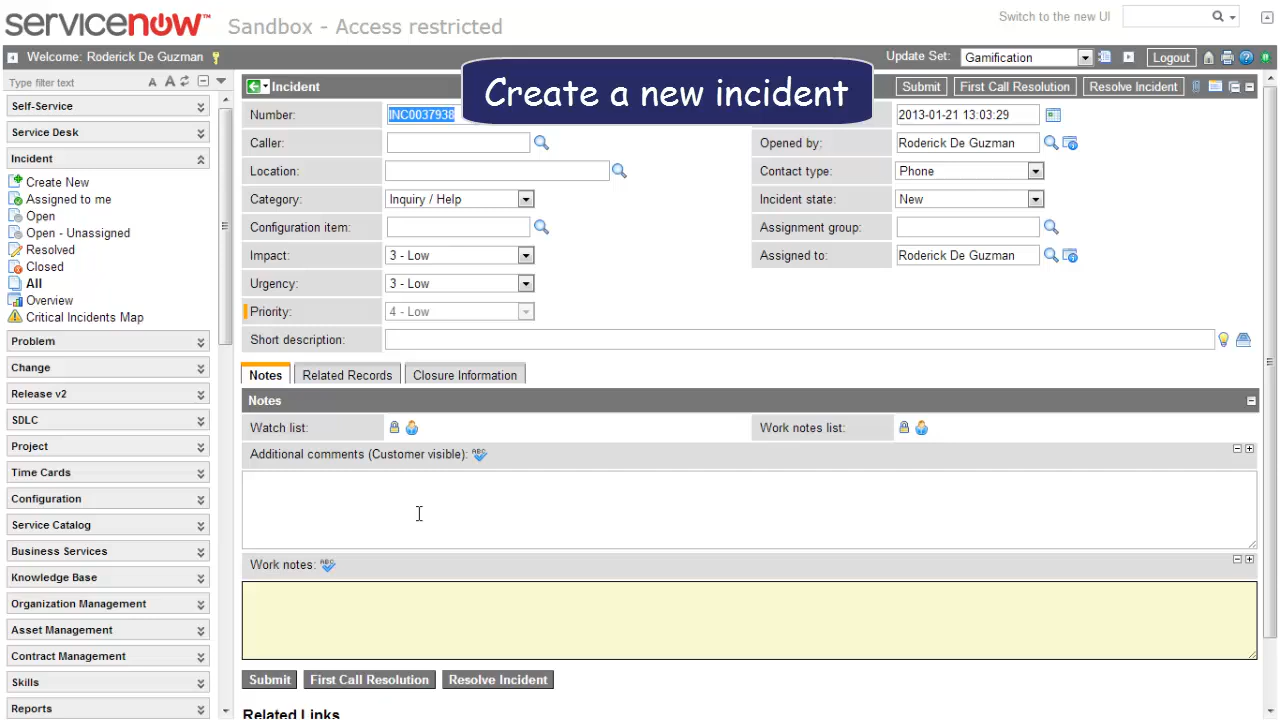 servicenow™ Sandbox - Access restricted
Switch to the new UI
Welcome: Roderick De Guzman
Update Set: Gamification
Logout
Type filter text A A
Self-Service
Service Desk
Incident
Create New
Assigned to me
Open
Open - Unassigned
Resolved
Closed
All
Overview
Critical Incidents Map
Problem
Change
Release v2
SDLC
Project
Time Cards
Configuration
Service Catalog
Business Services
Knowledge Base
Organization Management
Asset Management
Contract Management
Skills
Reports
Incident
Create a new incident
Submit First Call Resolution Resolve Incident
Number: INC0037938
2013-01-21 13:03:29
Caller:
Opened by: Roderick De Guzman
Location:
Contact type: Phone
Category: Inquiry / Help
Incident state: New
Configuration item:
Assignment group:
Impact: 3 - Low
Assigned to: Roderick De Guzman
Urgency: 3 - Low
Priority: 4 - Low
Short description:
Notes Related Records Closure Information
Notes
Watch list:
Work notes list:
Additional comments (Customer visible): ABC
Work notes: ABC
Submit First Call Resolution Resolve Incident
Related Links